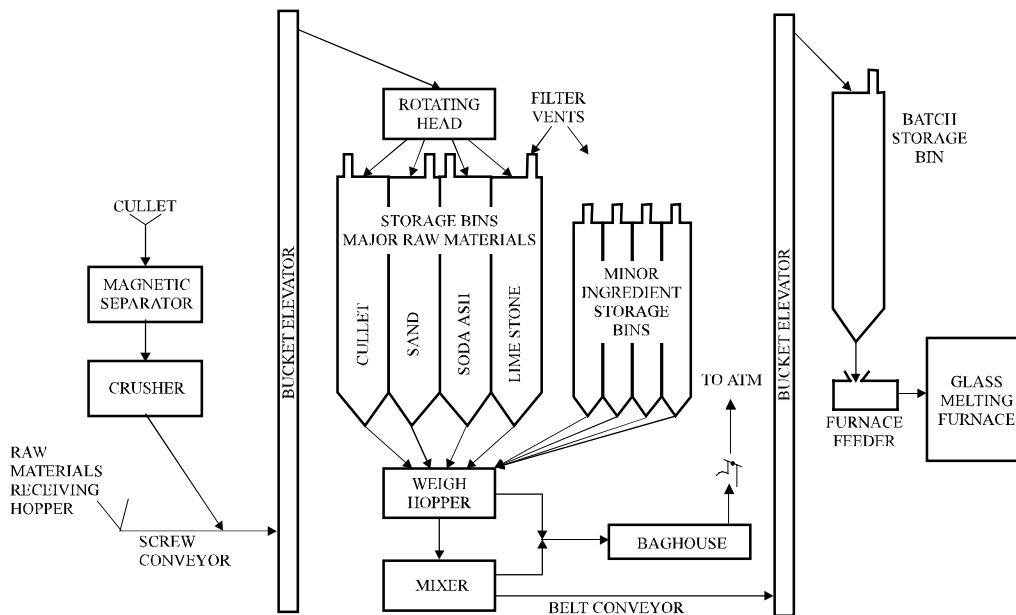 CULLET
MAGNETIC
SEPARATOR
CRUSHER
RAW
MATERIALS
RECEIVING
HOPPER
SCREW
CONVEYOR
BUCKET ELEVATOR
ROTATING
HEAD
FILTER
VENTS
STORAGE BINS
MAJOR RAW MATERIALS
CULLET
SAND
SODA ASH
LIME STONE
MINOR
INGREDIENT
STORAGE
BINS
WEIGH
HOPPER
MIXER
BAGHOUSE
TO ATM
BELT CONVEYOR
BUCKET ELEVATOR
BATCH
STORAGE
BIN
FURNACE
FEEDER
GLASS
MELTING
FURNACE